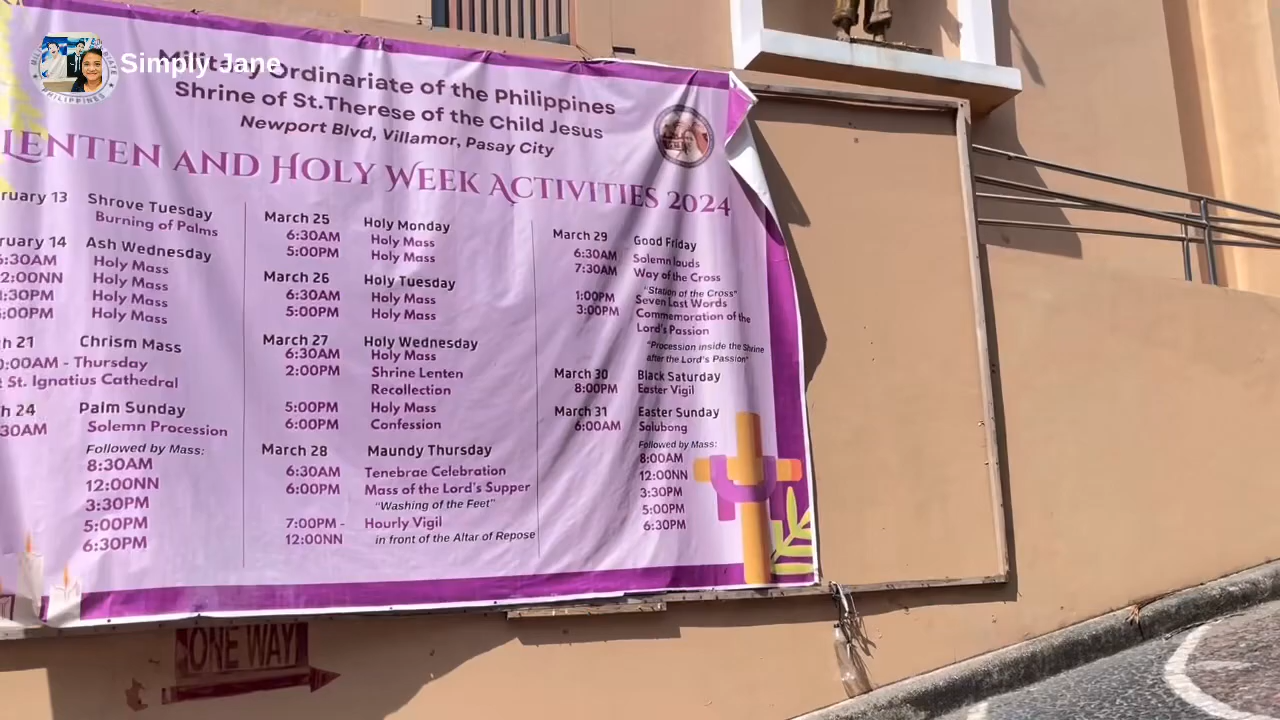 Simply Jane
Military Ordinariate of the Philippines
Shrine of St.Therese of the Child Jesus
Newport Blvd, Villamor, Pasay City
LENTEN AND HOLY WEEK ACTIVITIES 2024
ruary 13 Shrove Tuesday
Burning of Palms
ruary 14 Ash Wednesday
6:30AM Holy Mass
2:00NN Holy Mass
:30PM Holy Mass
:00PM Holy Mass
h 21 Chrism Mass
0:00AM - Thursday
St. Ignatius Cathedral
h 24 Palm Sunday
30AM Solemn Procession
Followed by Mass:
8:30AM
12:00NN
3:30PM
5:00PM
6:30PM
March 25 Holy Monday
6:30AM Holy Mass
5:00PM Holy Mass
March 26 Holy Tuesday
6:30AM Holy Mass
5:00PM Holy Mass
March 27 Holy Wednesday
6:30AM Holy Mass
2:00PM Shrine Lenten
Recollection
5:00PM Holy Mass
6:00PM Confession
March 28 Maundy Thursday
6:30AM Tenebrae Celebration
6:00PM Mass of the Lord's Supper
"Washing of the Feet"
7:00PM - Hourly Vigil
12:00NN in front of the Altar of Repose
March 29 Good Friday
6:30AM Solemn lauds
7:30AM Way of the Cross
"Station of the Cross"
1:00PM Seven Last Words
3:00PM Commemoration of the
Lord's Passion
"Procession inside the Shrine
after the Lord's Passion"
March 30 Black Saturday
8:00PM Easter Vigil
March 31 Easter Sunday
6:00AM Salubong
Followed by Mass:
8:00AM
12:00NN
3:30PM
5:00PM
6:30PM
ONE WAY